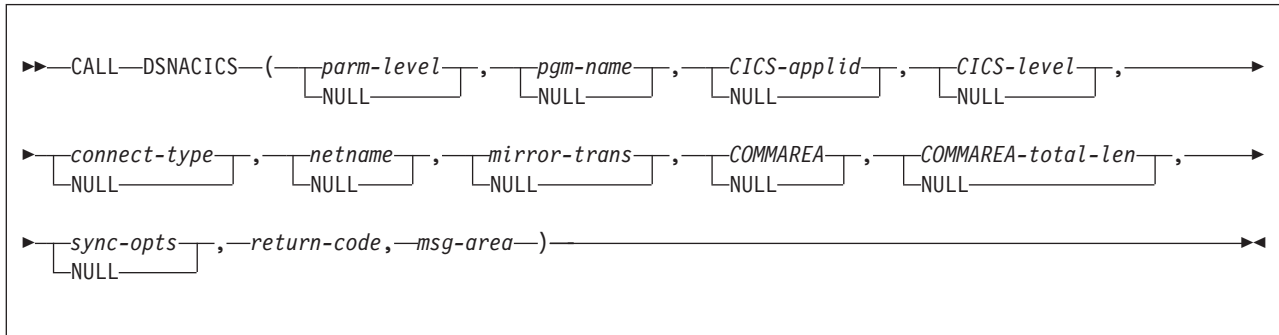 CALL DSNACICS ( parm-level , pgm-name , CICS-applid , CICS-level ,
NULL NULL NULL NULL
connect-type , netname , mirror-trans , COMMAREA , COMMAREA-total-len ,
NULL NULL NULL NULL NULL
sync-opts , return-code, msg-area )
NULL